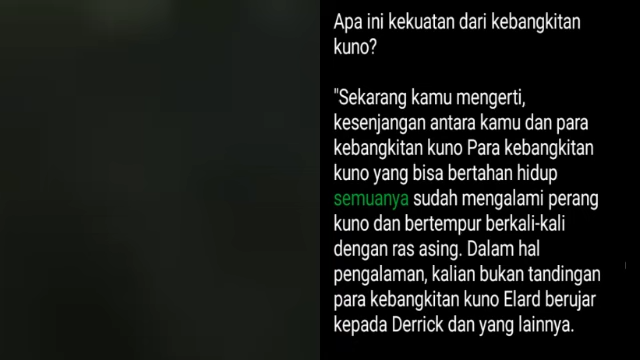 Apa ini kekuatan dari kebangkitan
kuno?
"Sekarang kamu mengerti,
kesenjangan antara kamu dan para
kebangkitan kuno Para kebangkitan
kuno yang bisa bertahan hidup
semuanya sudah mengalami perang
kuno dan bertempur berkali-kali
dengan ras asing. Dalam hal
pengalaman, kalian bukan tandingan
para kebangkitan kuno Elard berujar
kepada Derrick dan yang lainnya.